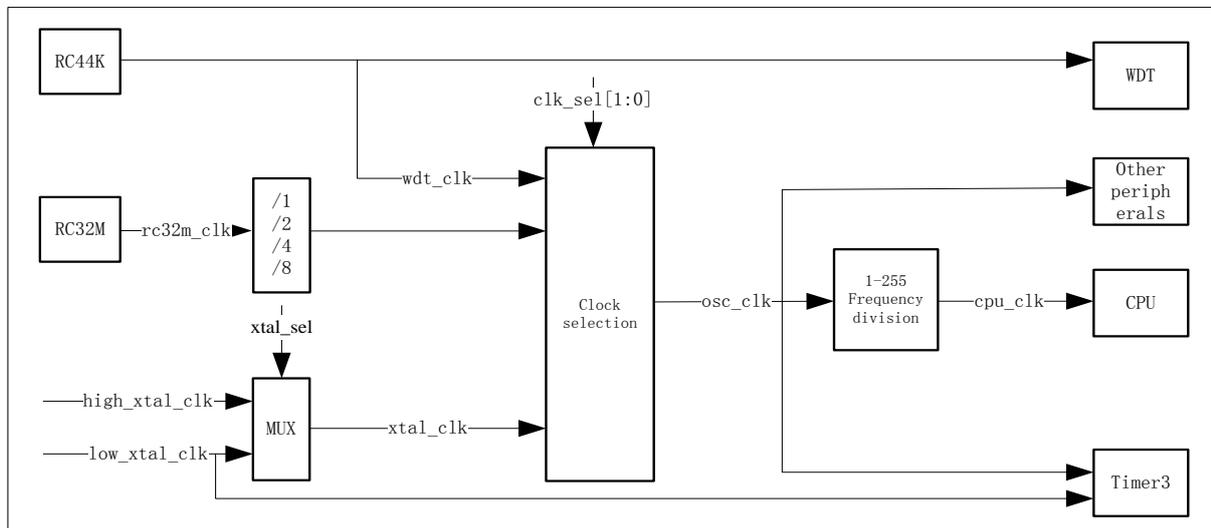 RC44K
WDT
clk_sel[1:0]
wdt_clk
Other
periph
erals
RC32M
rc32m_clk
/1
/2
/4
/8
Clock
selection
osc_clk
1-255
Frequency
division
cpu_clk
CPU
xtal_sel
high_xtal_clk
MUX
xtal_clk
low_xtal_clk
Timer3